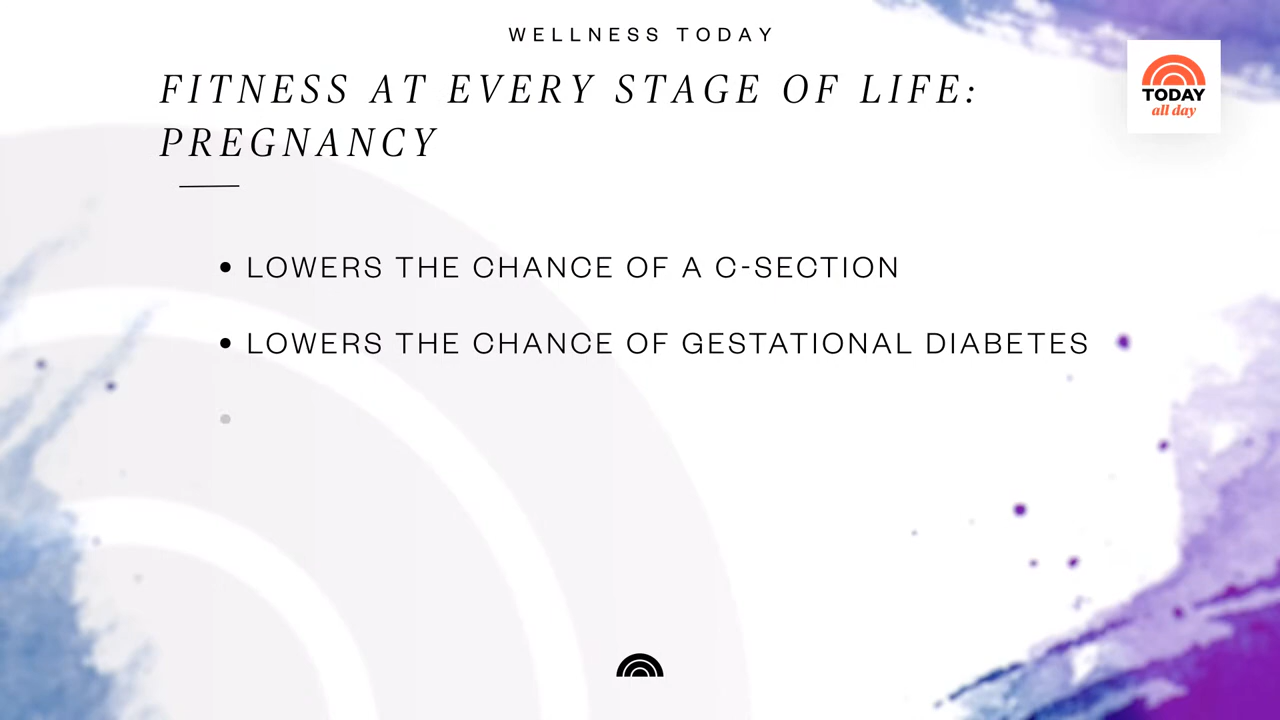 WELLNESS TODAY
FITNESS AT EVERY STAGE OF LIFE:
PREGNANCY
TODAY
all day
• LOWERS THE CHANCE OF A C-SECTION
• LOWERS THE CHANCE OF GESTATIONAL DIABETES